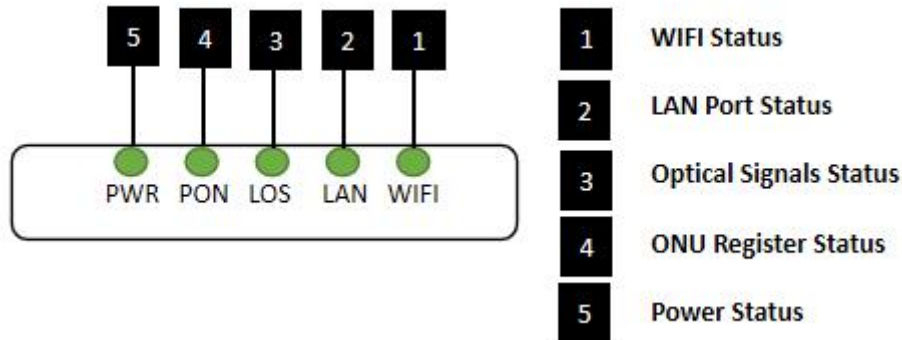 5 4 3 2 1
PWR PON LOS LAN WIFI
1 WIFI Status
2 LAN Port Status
3 Optical Signals Status
4 ONU Register Status
5 Power Status